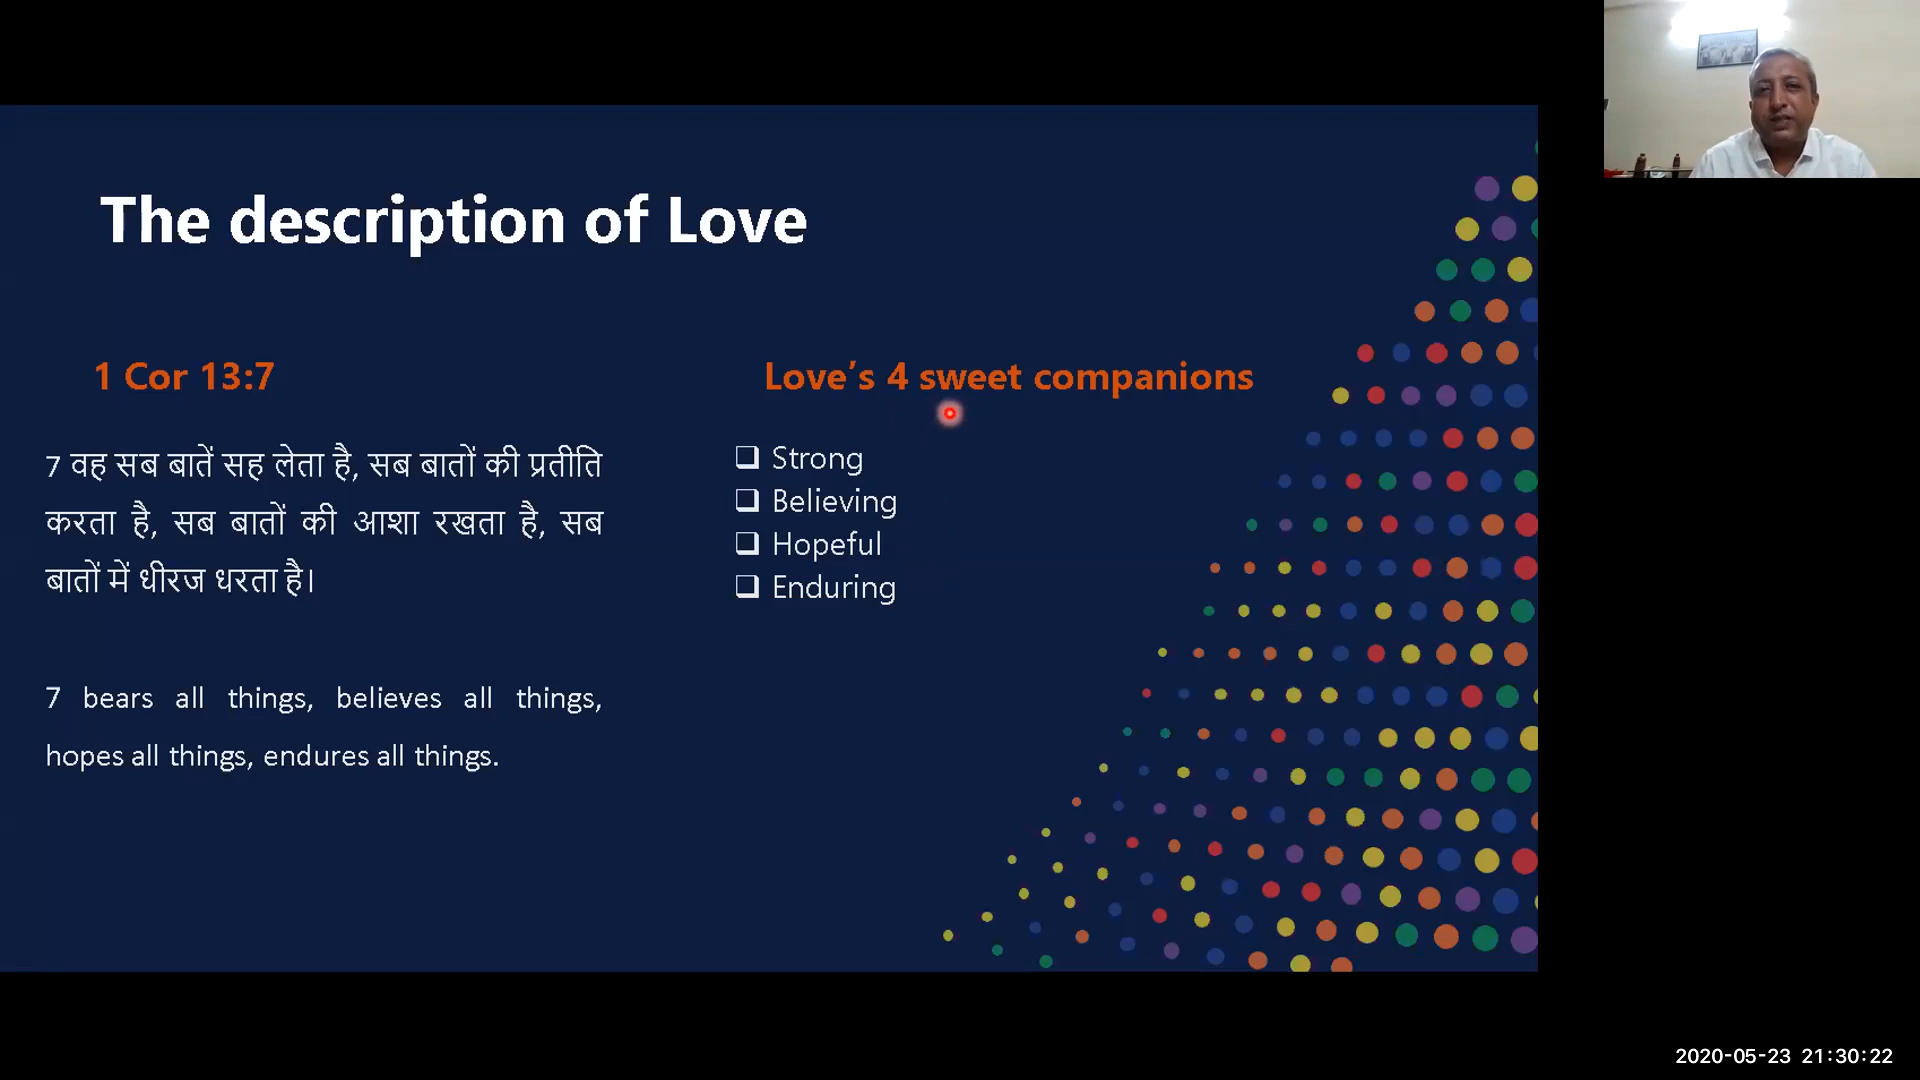 The description of Love
1 Cor 13:7
7 वह सब बातें सह लेता है, सब बातों की प्रतीति
करता है, सब बातों की आशा रखता है, सब
बातों में धीरज धरता है।
7 bears all things, believes all things,
hopes all things, endures all things.
Love’s 4 sweet companions
❑ Strong
❑ Believing
❑ Hopeful
❑ Enduring
2020-05-23 21:30:22